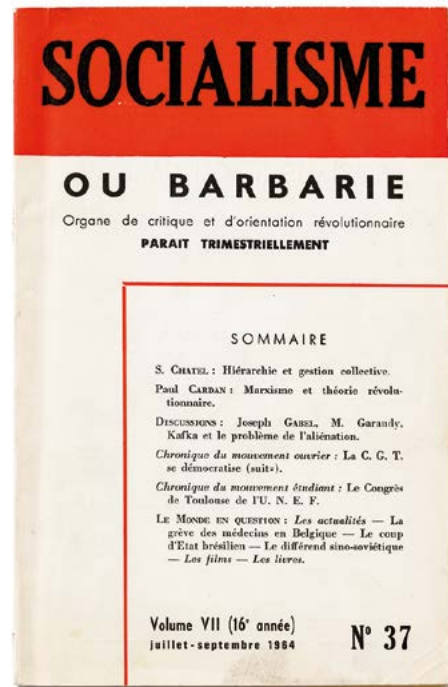 SOCIALISME
OU BARBARIE
Organe de critique et d'orientation révolutionnaire
PARAIT TRIMESTRIELLEMENT
SOMMAIRE
S. CHATEL : Hiérarchie et gestion collective.
Paul CARDAN : Marxisme et théorie révolu-
tionnaire.
DISCUSSIONS : Joseph GABEL, M. Garaudy,
Kafka et le problème de l'aliénation.
Chronique du mouvement ouvrier : La C. G. T.
se démocratise (suite).
Chronique du mouvement étudiant : Le Congrès
de Toulouse de l'U. N. E. F.
LE MONDE EN QUESTION : Les actualités — La
grève des médecins en Belgique — Le coup
d'Etat brésilien — Le différend sino-soviétique
— Les films — Les livres.
Volume VII (16e année)
juillet-septembre 1964
N° 37